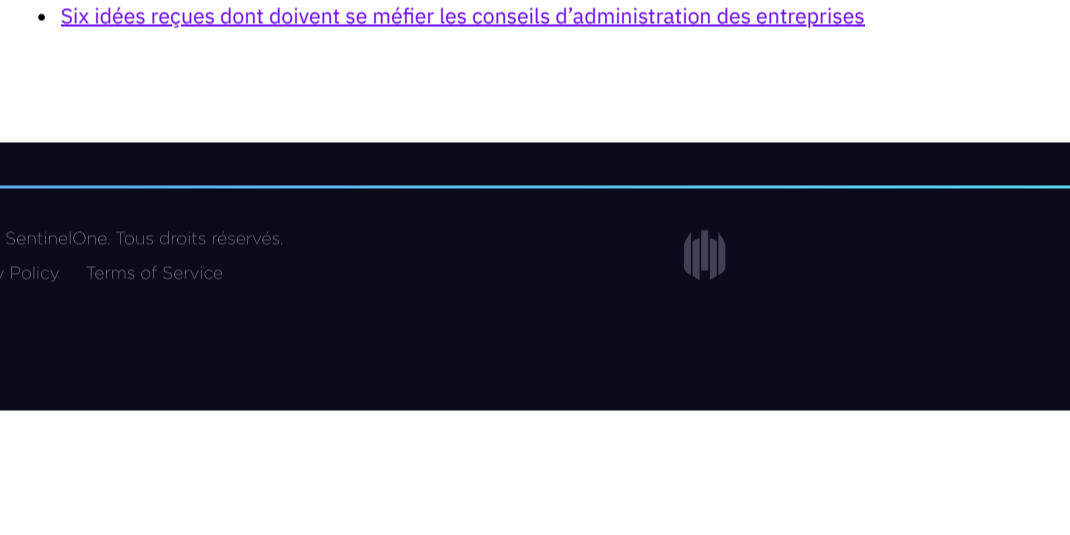 Six idées reçues dont doivent se méfier les conseils d’administration des entreprises
SentinelOne. Tous droits réservés.
Policy Terms of Service